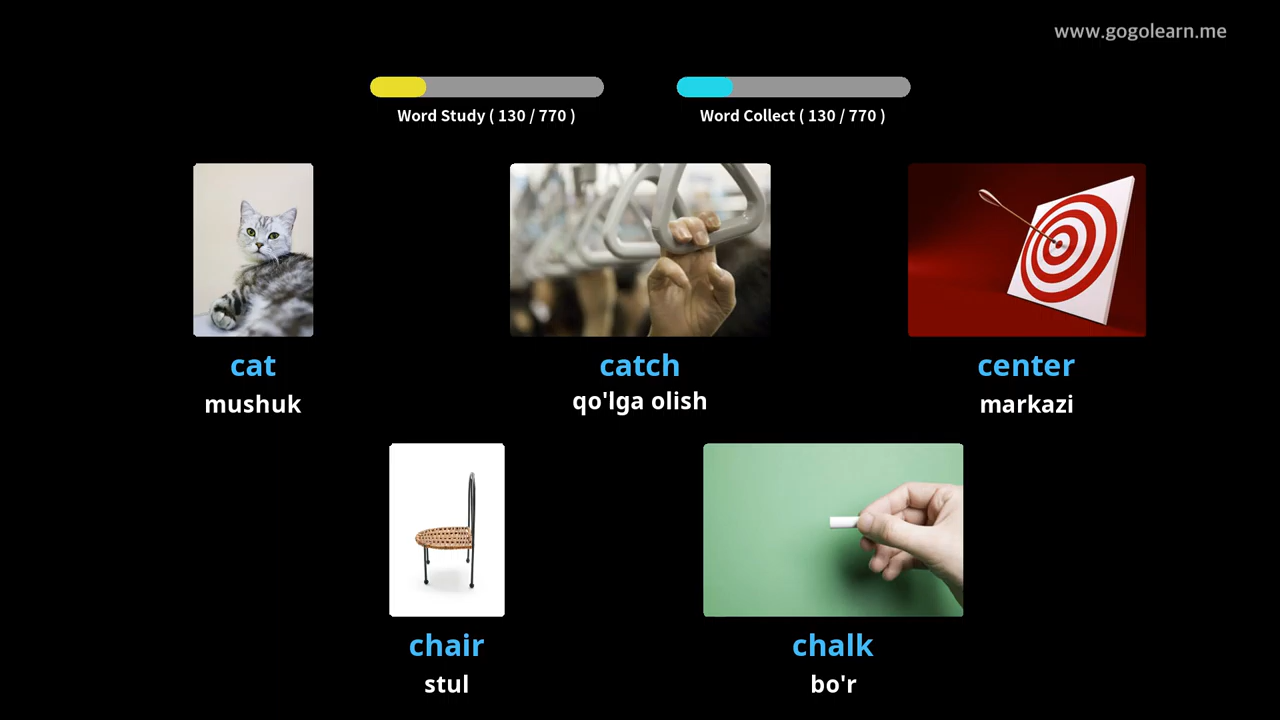 www.gogolearn.me
Word Study ( 130 / 770 )
Word Collect ( 130 / 770 )
cat
mushuk
catch
qo'lga olish
center
markazi
chair
stul
chalk
bo'r